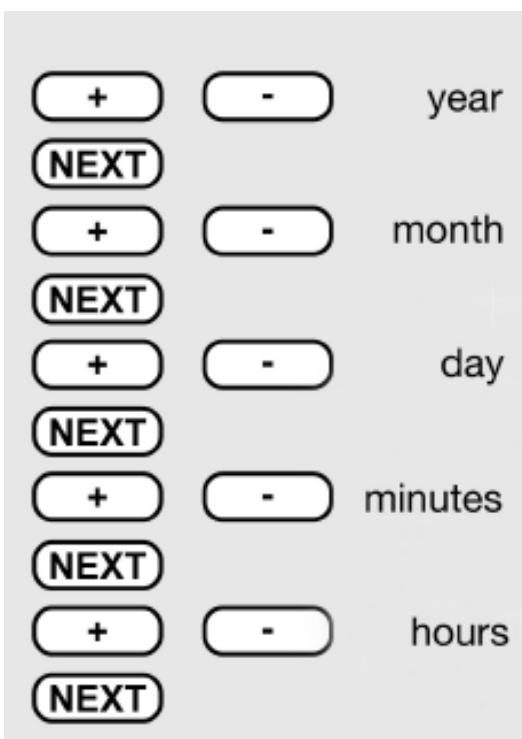 + - year
NEXT
+ - month
NEXT
+ - day
NEXT
+ - minutes
NEXT
+ - hours
NEXT